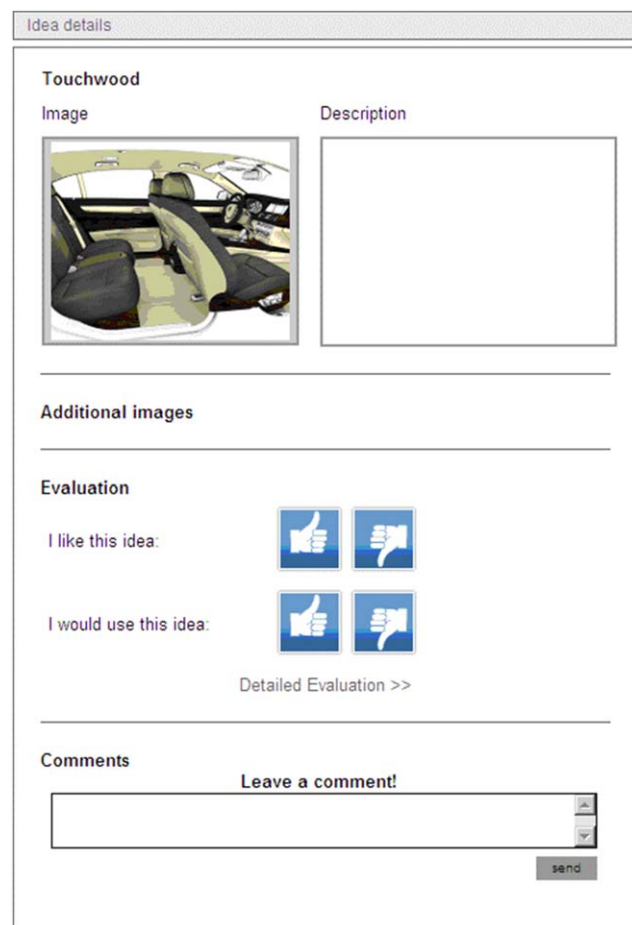 Idea details
Touchwood
Image Description
Additional images
Evaluation
I like this idea:
I would use this idea:
Detailed Evaluation >>
Comments
Leave a comment!
send